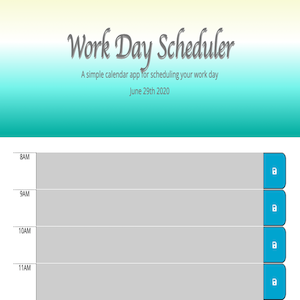 Work Day Scheduler
A simple calendar app for scheduling your work day
June 29th 2020
8AM
9AM
10AM
11AM